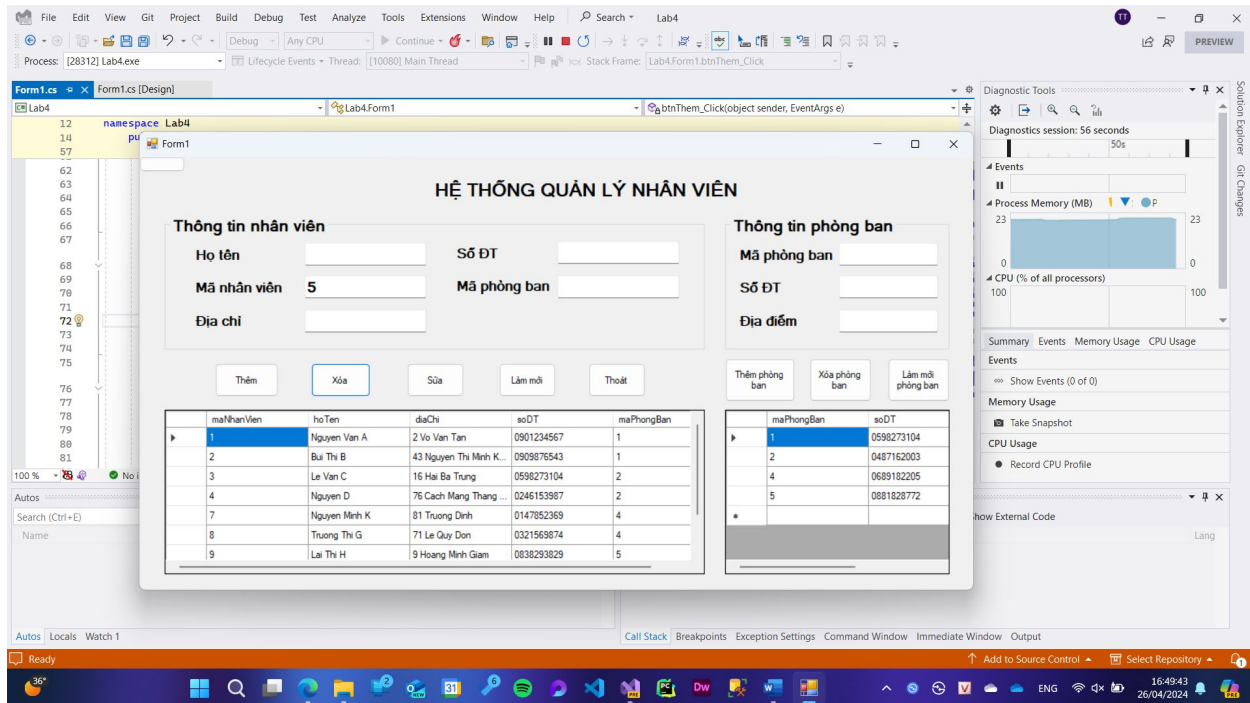 File Edit View Git Project Build Debug Test Analyze Tools Extensions Window Help Search Lab4 TT
Debug Any CPU Continue PREVIEW
Process: [28312] Lab4.exe Lifecycle Events Thread: [10080] Main Thread Stack Frame: Lab4.Form1.btnThem_Click
Form1.cs Form1.cs [Design]
Lab4 Lab4.Form1 btnThem_Click(object sender, EventArgs e)
12 namespace Lab4
14 pu
57
62
63
64
65
66
67
68
69
70
71
72
73
74
75
76
77
78
79
80
81
100 % No i
Form1
HỆ THỐNG QUẢN LÝ NHÂN VIÊN
Thông tin nhân viên
Họ tên Số ĐT
Mã nhân viên 5 Mã phòng ban
Địa chỉ
Thông tin phòng ban
Mã phòng ban
Số ĐT
Địa điểm
Thêm Xóa Sửa Làm mới Thoát
Thêm phòng ban Xóa phòng ban Làm mới phòng ban
maNhanVien hoTen diaChi soDT maPhongBan
1 Nguyen Van A 2 Vo Van Tan 0901234567 1
2 Bui Thi B 43 Nguyen Thi Minh K... 0909876543 1
3 Le Van C 16 Hai Ba Trung 0598273104 2
4 Nguyen D 76 Cach Mang Thang ... 0246153987 2
7 Nguyen Minh K 81 Truong Dinh 0147852369 4
8 Truong Thi G 71 Le Quy Don 0321569874 4
9 Lai Thi H 9 Hoang Minh Giam 0838293829 5
maPhongBan soDT
1 0598273104
2 0487162003
4 0689182205
5 0881828772
Diagnostic Tools
Diagnostics session: 56 seconds
50s
Events
Process Memory (MB) P
23 23
0 0
CPU (% of all processors)
100 100
Summary Events Memory Usage CPU Usage
Events
Show Events (0 of 0)
Memory Usage
Take Snapshot
CPU Usage
Record CPU Profile
Solution Explorer
Git Changes
Autos
Search (Ctrl+E)
Name
how External Code
Lang
Autos Locals Watch 1
Call Stack Breakpoints Exception Settings Command Window Immediate Window Output
Ready Add to Source Control Select Repository 1
36° 2 NEW 31 6 PRE PC Dw ENG 16:49:43
26/04/2024 PRE